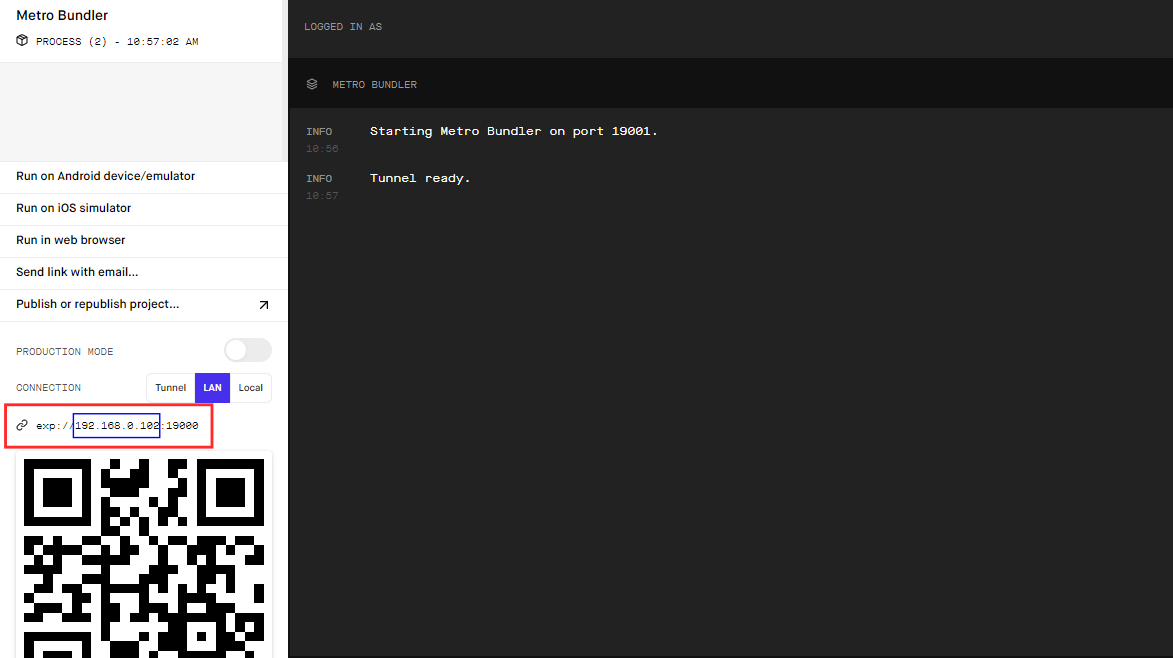 Metro Bundler
PROCESS (2) - 10:57:02 AM
Run on Android device/emulator
Run on iOS simulator
Run in web browser
Send link with email...
Publish or republish project...
PRODUCTION MODE
CONNECTION Tunnel LAN Local
exp://192.168.0.102:19000
LOGGED IN AS
METRO BUNDLER
INFO Starting Metro Bundler on port 19001.
10:56
INFO Tunnel ready.
10:57